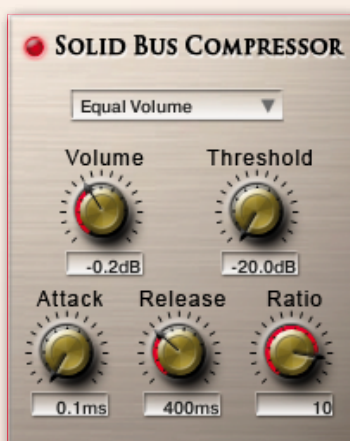 SOLID BUS COMPRESSOR
Equal Volume
Volume Threshold
-0.2dB -20.0dB
Attack Release Ratio
0.1ms 400ms 10